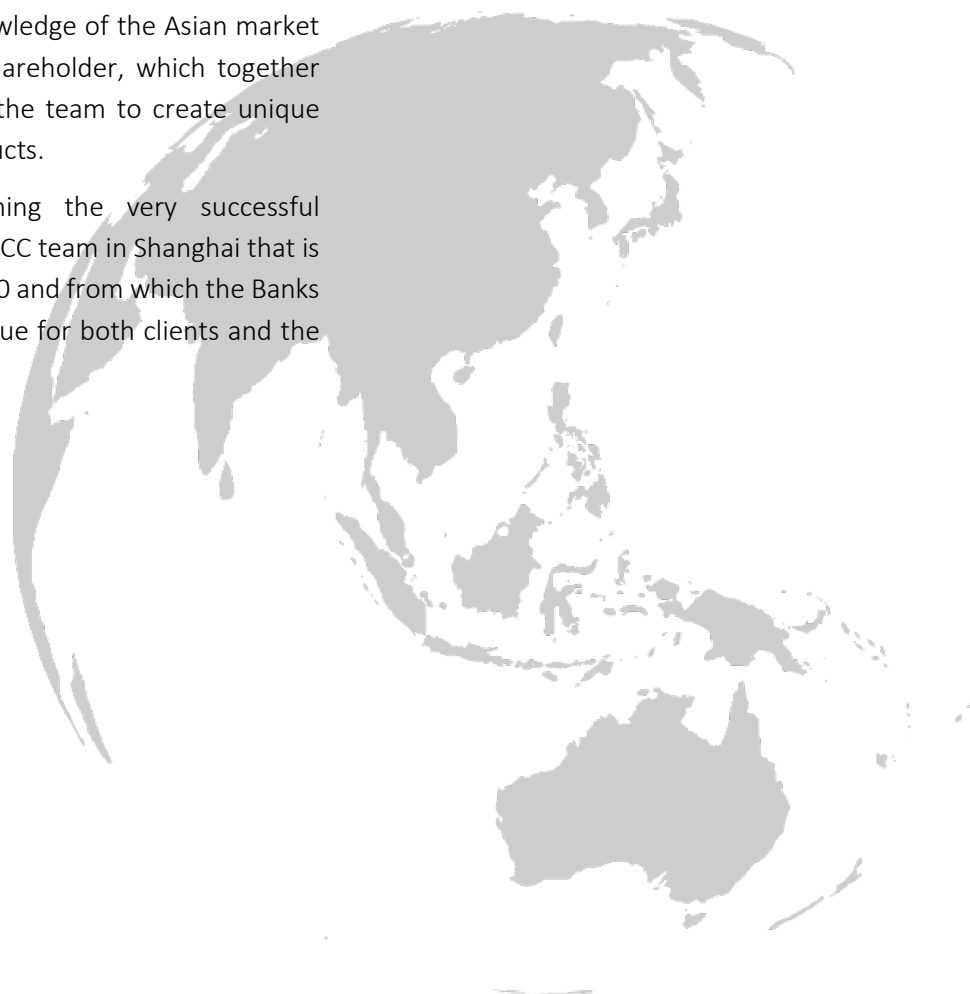 wledge of the Asian market
areholder, which together
the team to create unique
ucts.
ning the very successful
CC team in Shanghai that is
0 and from which the Banks
ue for both clients and the